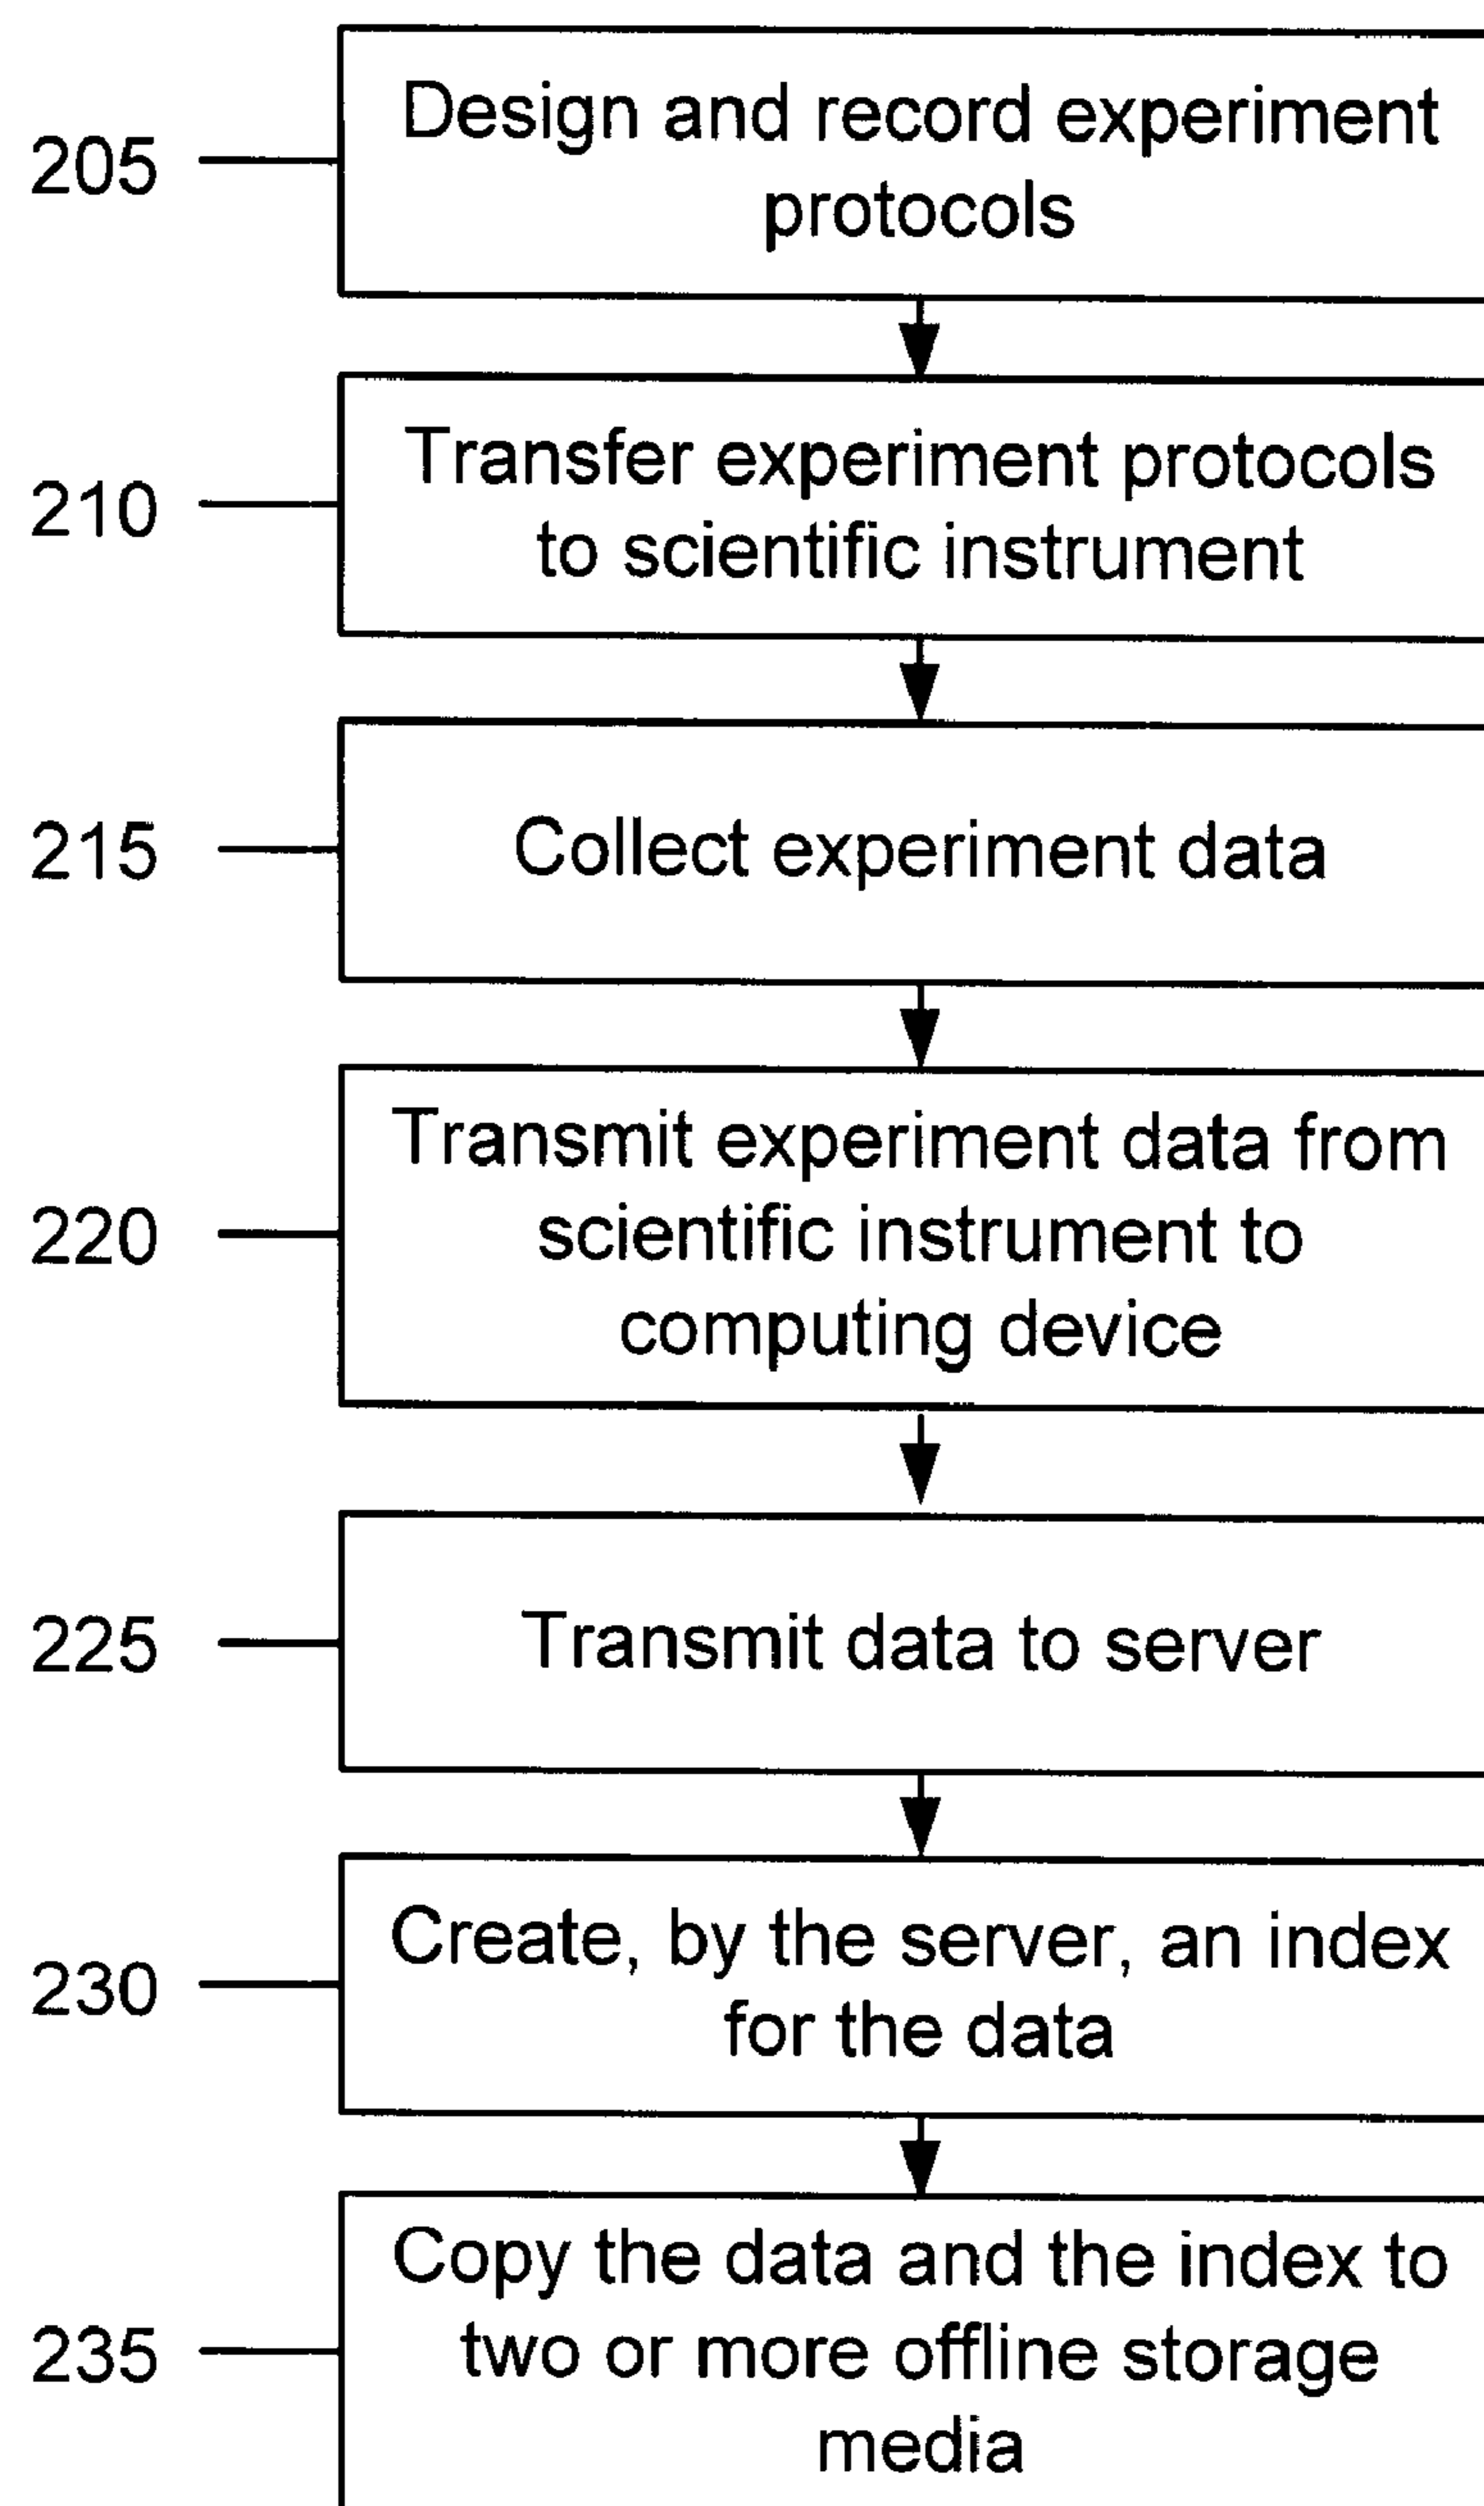 205
Design and record experiment
protocols
210
Transfer experiment protocols
to scientific instrument
215
Collect experiment data
220
Transmit experiment data from
scientific instrument to
computing device
225
Transmit data to server
230
Create, by the server, an index
for the data
235
Copy the data and the index to
two or more offline storage
media